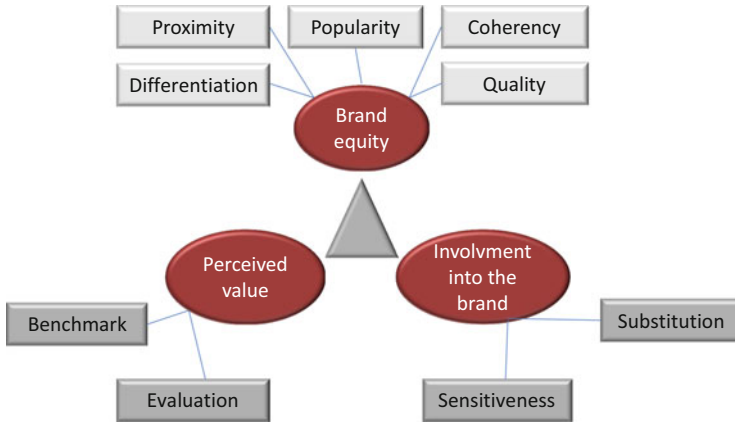 Proximity
Popularity
Coherency
Differentiation
Quality
Brand
equity
Perceived
value
Involvment
into the
brand
Benchmark
Substitution
Evaluation
Sensitiveness